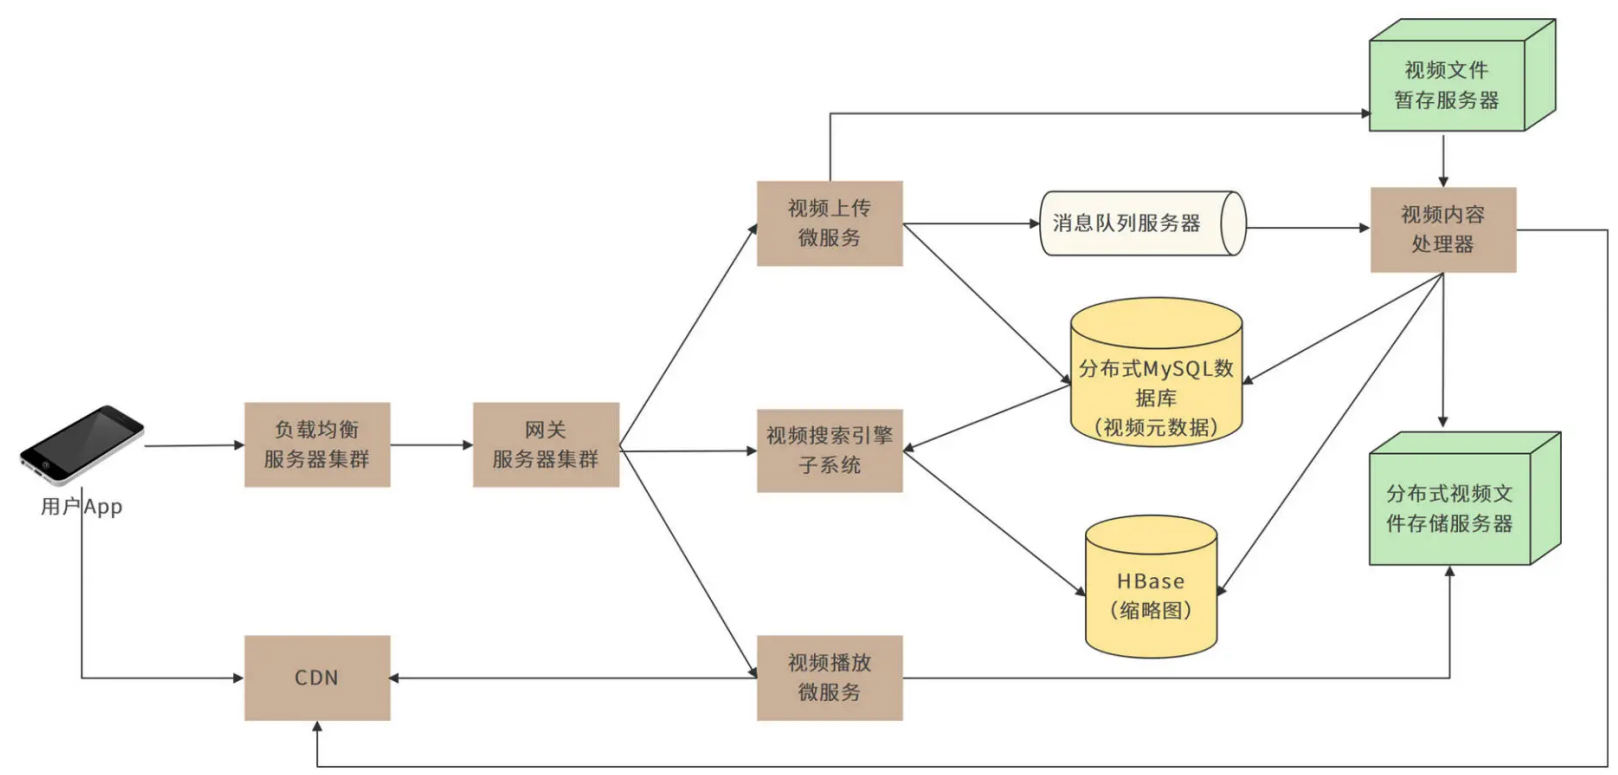 视频文件
暂存服务器
视频上传
微服务
消息队列服务器
视频内容
处理器
分布式MySQL数
据库
（视频元数据）
负载均衡
服务器集群
网关
服务器集群
视频搜索引擎
子系统
用户App
分布式视频文
件存储服务器
HBase
（缩略图）
CDN
视频播放
微服务